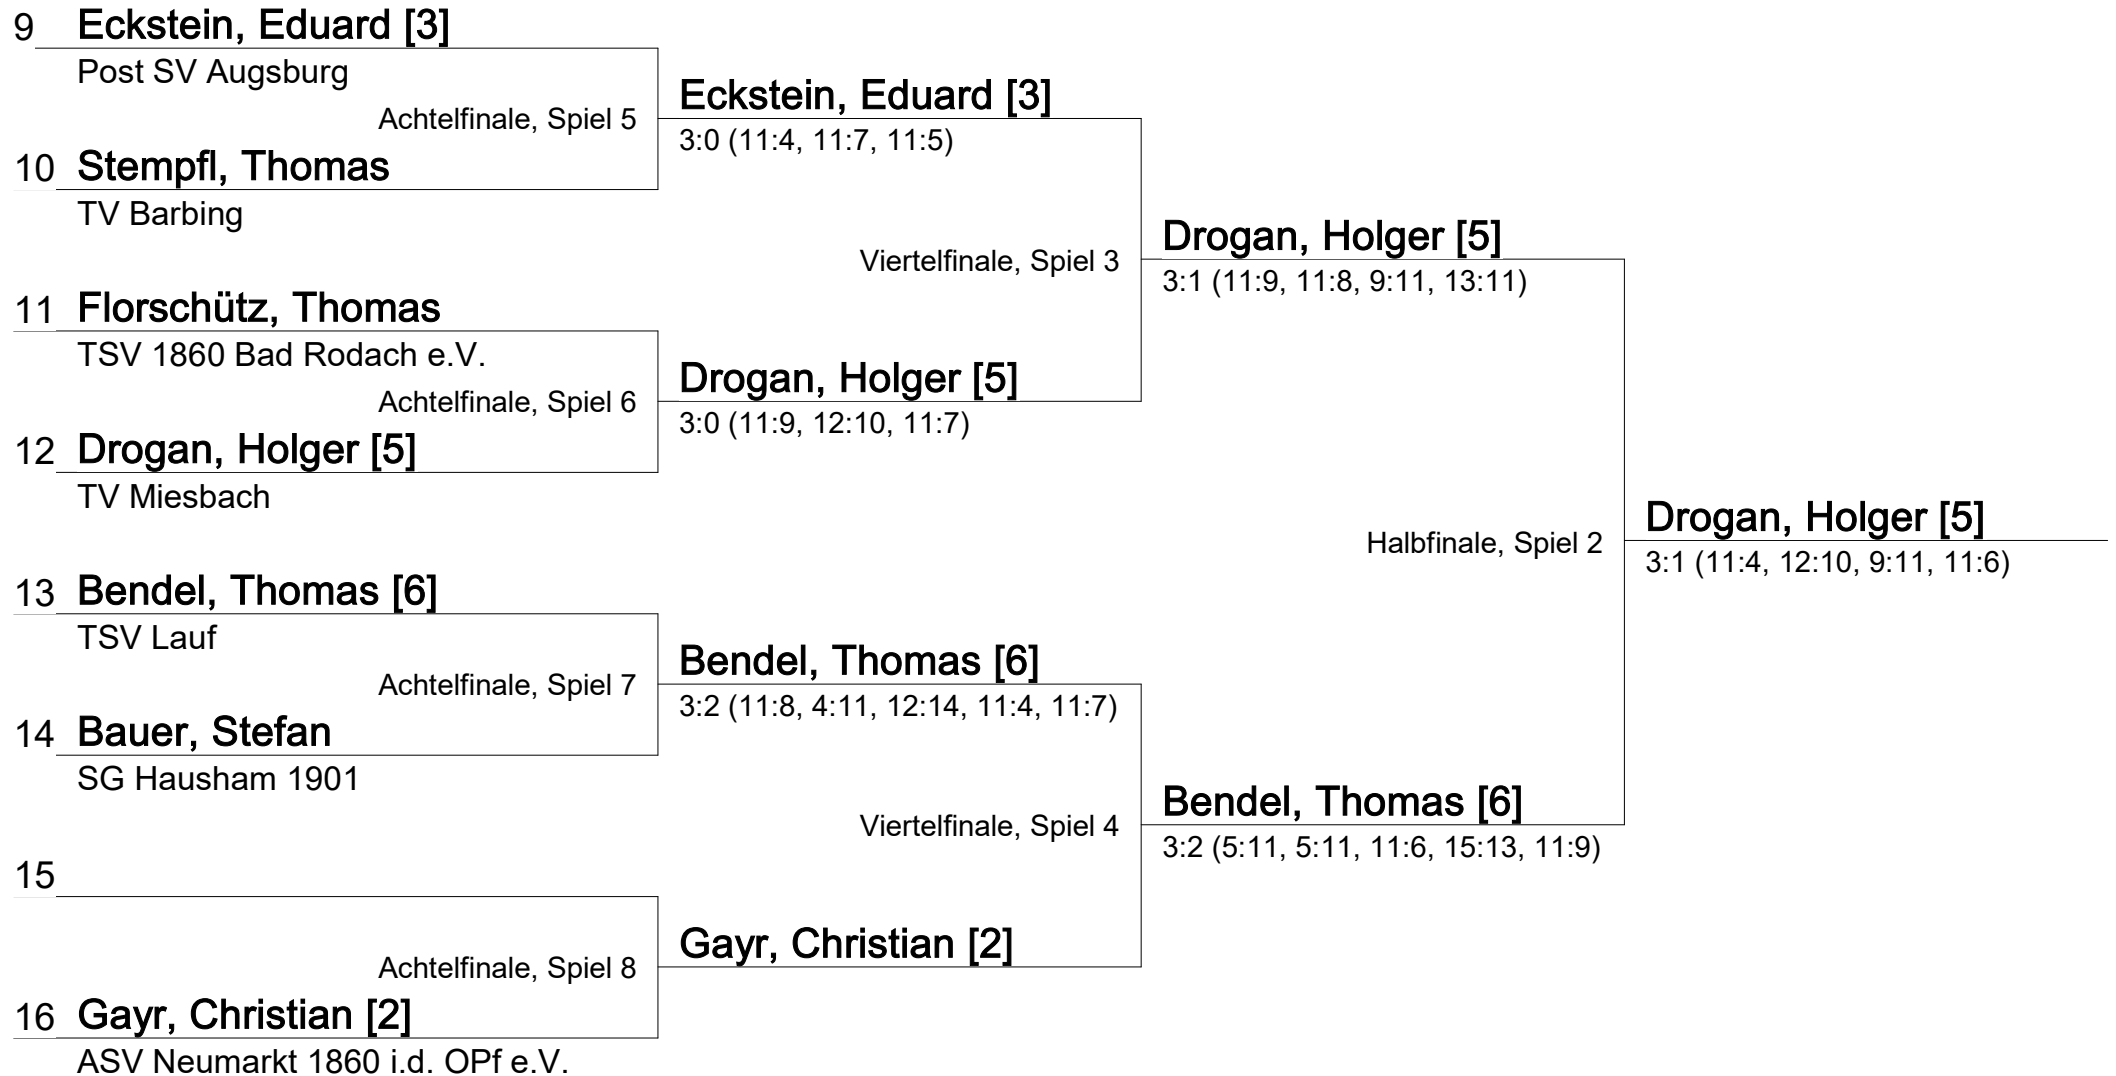 9 Eckstein, Eduard [3]
Post SV Augsburg
Achtelfinale, Spiel 5
10 Stempfl, Thomas
TV Barbing
11 Florschütz, Thomas
TSV 1860 Bad Rodach e.V.
Achtelfinale, Spiel 6
12 Drogan, Holger [5]
TV Miesbach
13 Bendel, Thomas [6]
TSV Lauf
Achtelfinale, Spiel 7
14 Bauer, Stefan
SG Hausham 1901
15
Achtelfinale, Spiel 8
16 Gayr, Christian [2]
ASV Neumarkt 1860 i.d. OPf e.V.
Eckstein, Eduard [3]
3:0 (11:4, 11:7, 11:5)
Viertelfinale, Spiel 3
Drogan, Holger [5]
3:0 (11:9, 12:10, 11:7)
Bendel, Thomas [6]
3:2 (11:8, 4:11, 12:14, 11:4, 11:7)
Viertelfinale, Spiel 4
Gayr, Christian [2]
Drogan, Holger [5]
3:1 (11:9, 11:8, 9:11, 13:11)
Halbfinale, Spiel 2
Bendel, Thomas [6]
3:2 (5:11, 5:11, 11:6, 15:13, 11:9)
Drogan, Holger [5]
3:1 (11:4, 12:10, 9:11, 11:6)